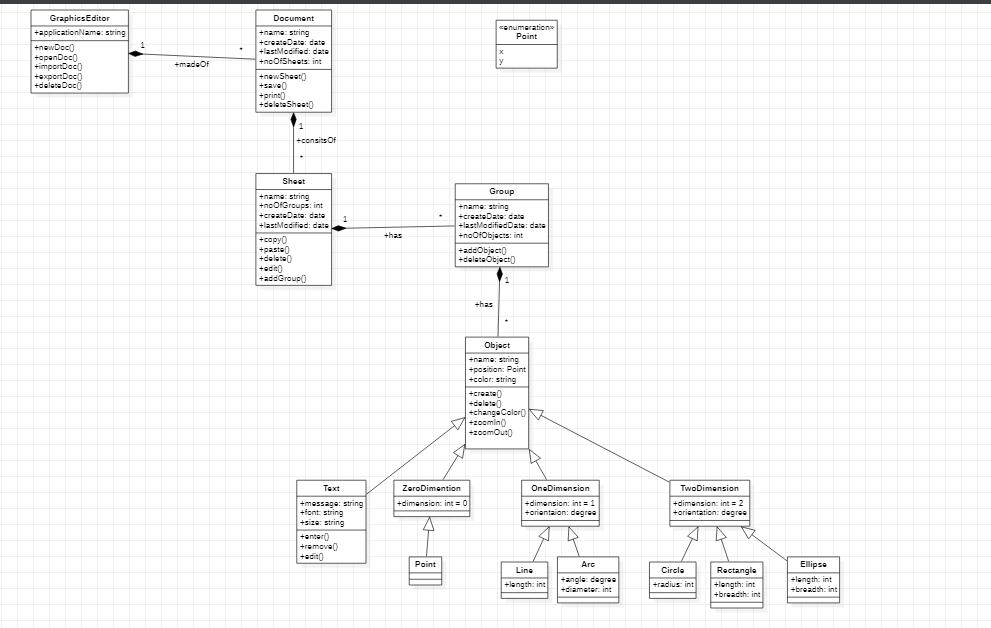 GraphicsEditor
+applicationName: string
+newDoc()
+openDoc()
+importDoc()
+exportDoc()
+deleteDoc()
1
*
+madeOf
Document
+name: string
+createDate: date
+lastModified: date
+noOfSheets: int
+newSheet()
+save()
+print()
+deleteSheet()
«enumeration»
Point
x
y
1
+consitsOf
*
Sheet
+name: string
+noOfGroups: int
+createDate: date
+lastModified: date
+copy()
+paste()
+delete()
+edit()
+addGroup()
1
*
+has
Group
+name: string
+createDate: date
+lastModifiedDate: date
+noOfObjects: int
+addObject()
+deleteObject()
1
+has
*
Object
+name: string
+position: Point
+color: string
+create()
+delete()
+changeColor()
+zoomIn()
+zoomOut()
Text
+message: string
+font: string
+size: string
+enter()
+remove()
+edit()
ZeroDimention
+dimension: int = 0
OneDimension
+dimension: int = 1
+orientaion: degree
TwoDimension
+dimension: int = 2
+orientation: degree
Point
Line
+length: int
Arc
+angle: degree
+diameter: int
Circle
+radius: int
Rectangle
+length: int
+breadth: int
Ellipse
+length: int
+breadth: int